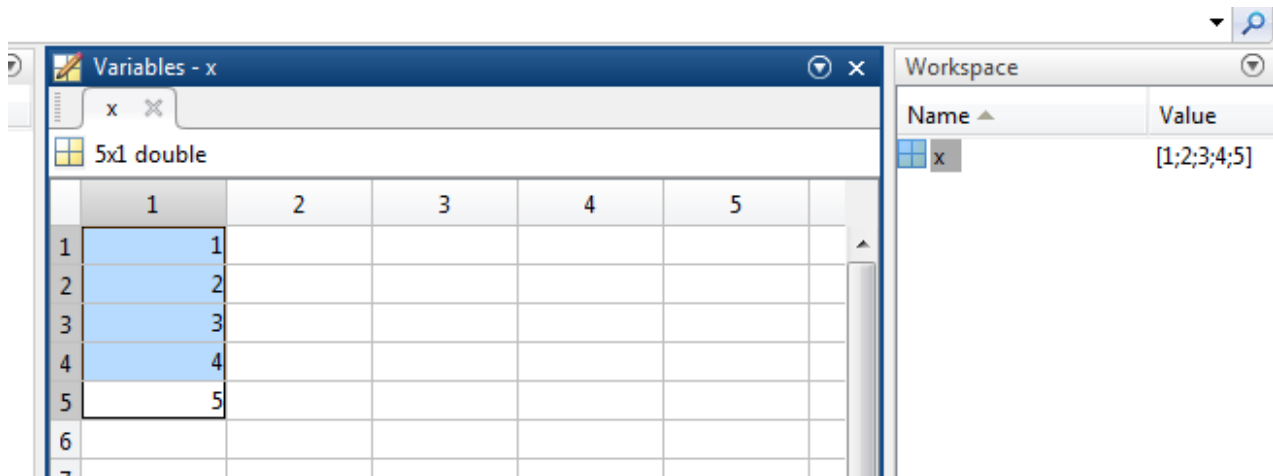 Variables - x
x
5x1 double
1 2 3 4 5
1 1
2 2
3 3
4 4
5 5
6
Workspace
Name Value
x [1;2;3;4;5]